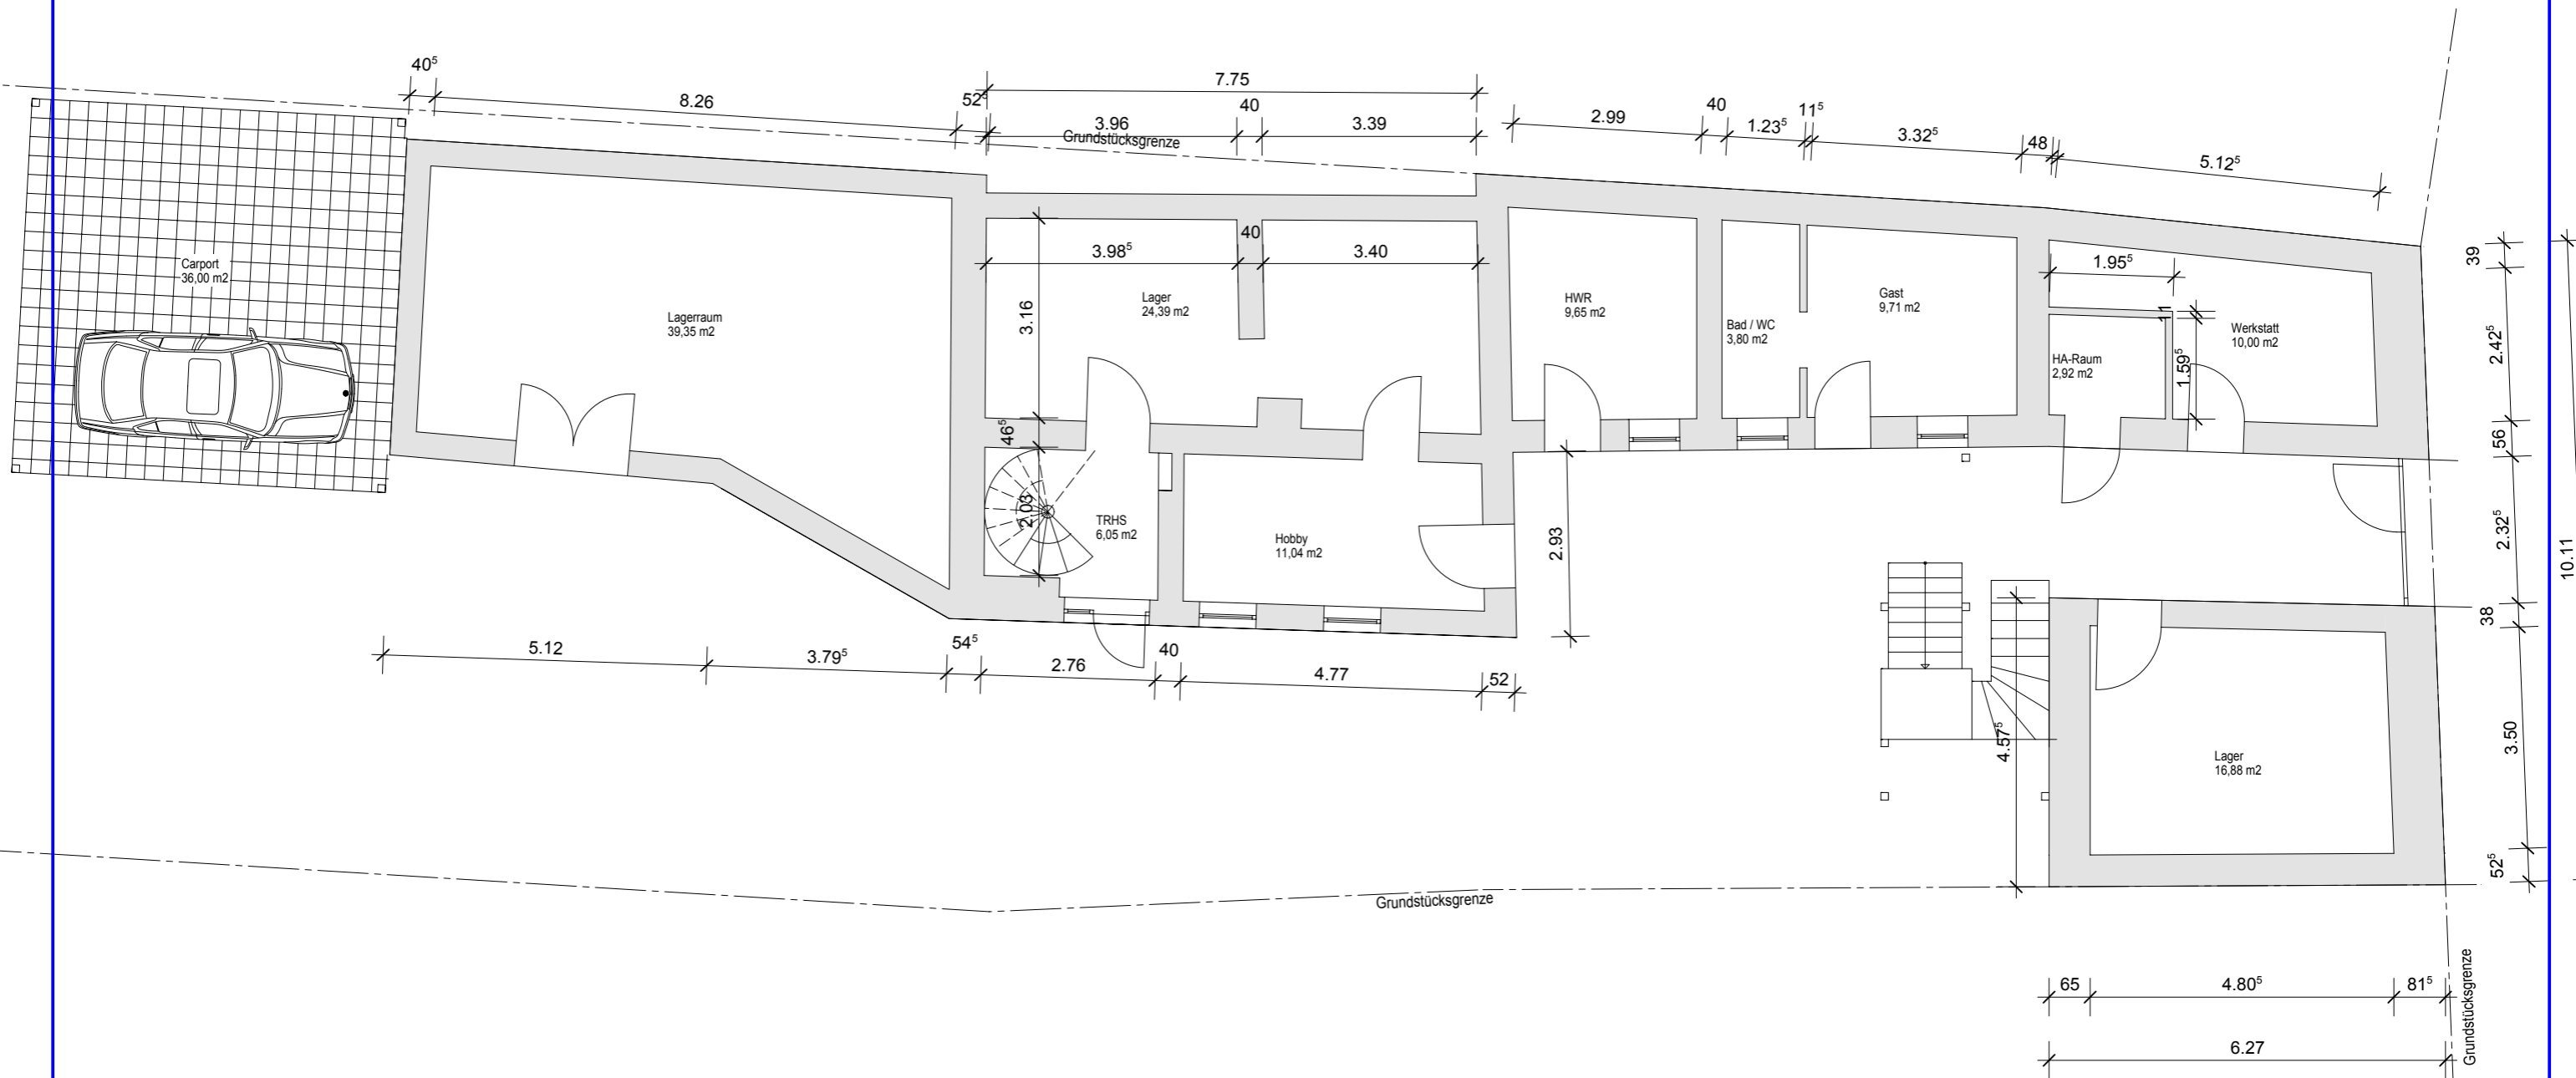 40⁵
8.26
52⁵
7.75
3.96
40
3.39
Grundstücksgrenze
2.99
40
1.23⁵
11⁵
3.32⁵
48
5.12⁵
Carport
36,00 m2
Lagerraum
39,35 m2
3.98⁵
40
3.40
3.16
Lager
24,39 m2
46⁵
HWR
9,65 m2
Bad / WC
3,80 m2
Gast
9,71 m2
1.95⁵
11
1.59⁵
HA-Raum
2,92 m2
Werkstatt
10,00 m2
39
2.42⁵
56
2.32⁵
38
3.50
52⁵
10.11
2.03
TRHS
6,05 m2
Hobby
11,04 m2
2.93
5.12
3.79⁵
54⁵
2.76
40
4.77
52
4.57⁵
Lager
16,88 m2
Grundstücksgrenze
65
4.80⁵
81⁵
6.27
Grundstücksgrenze